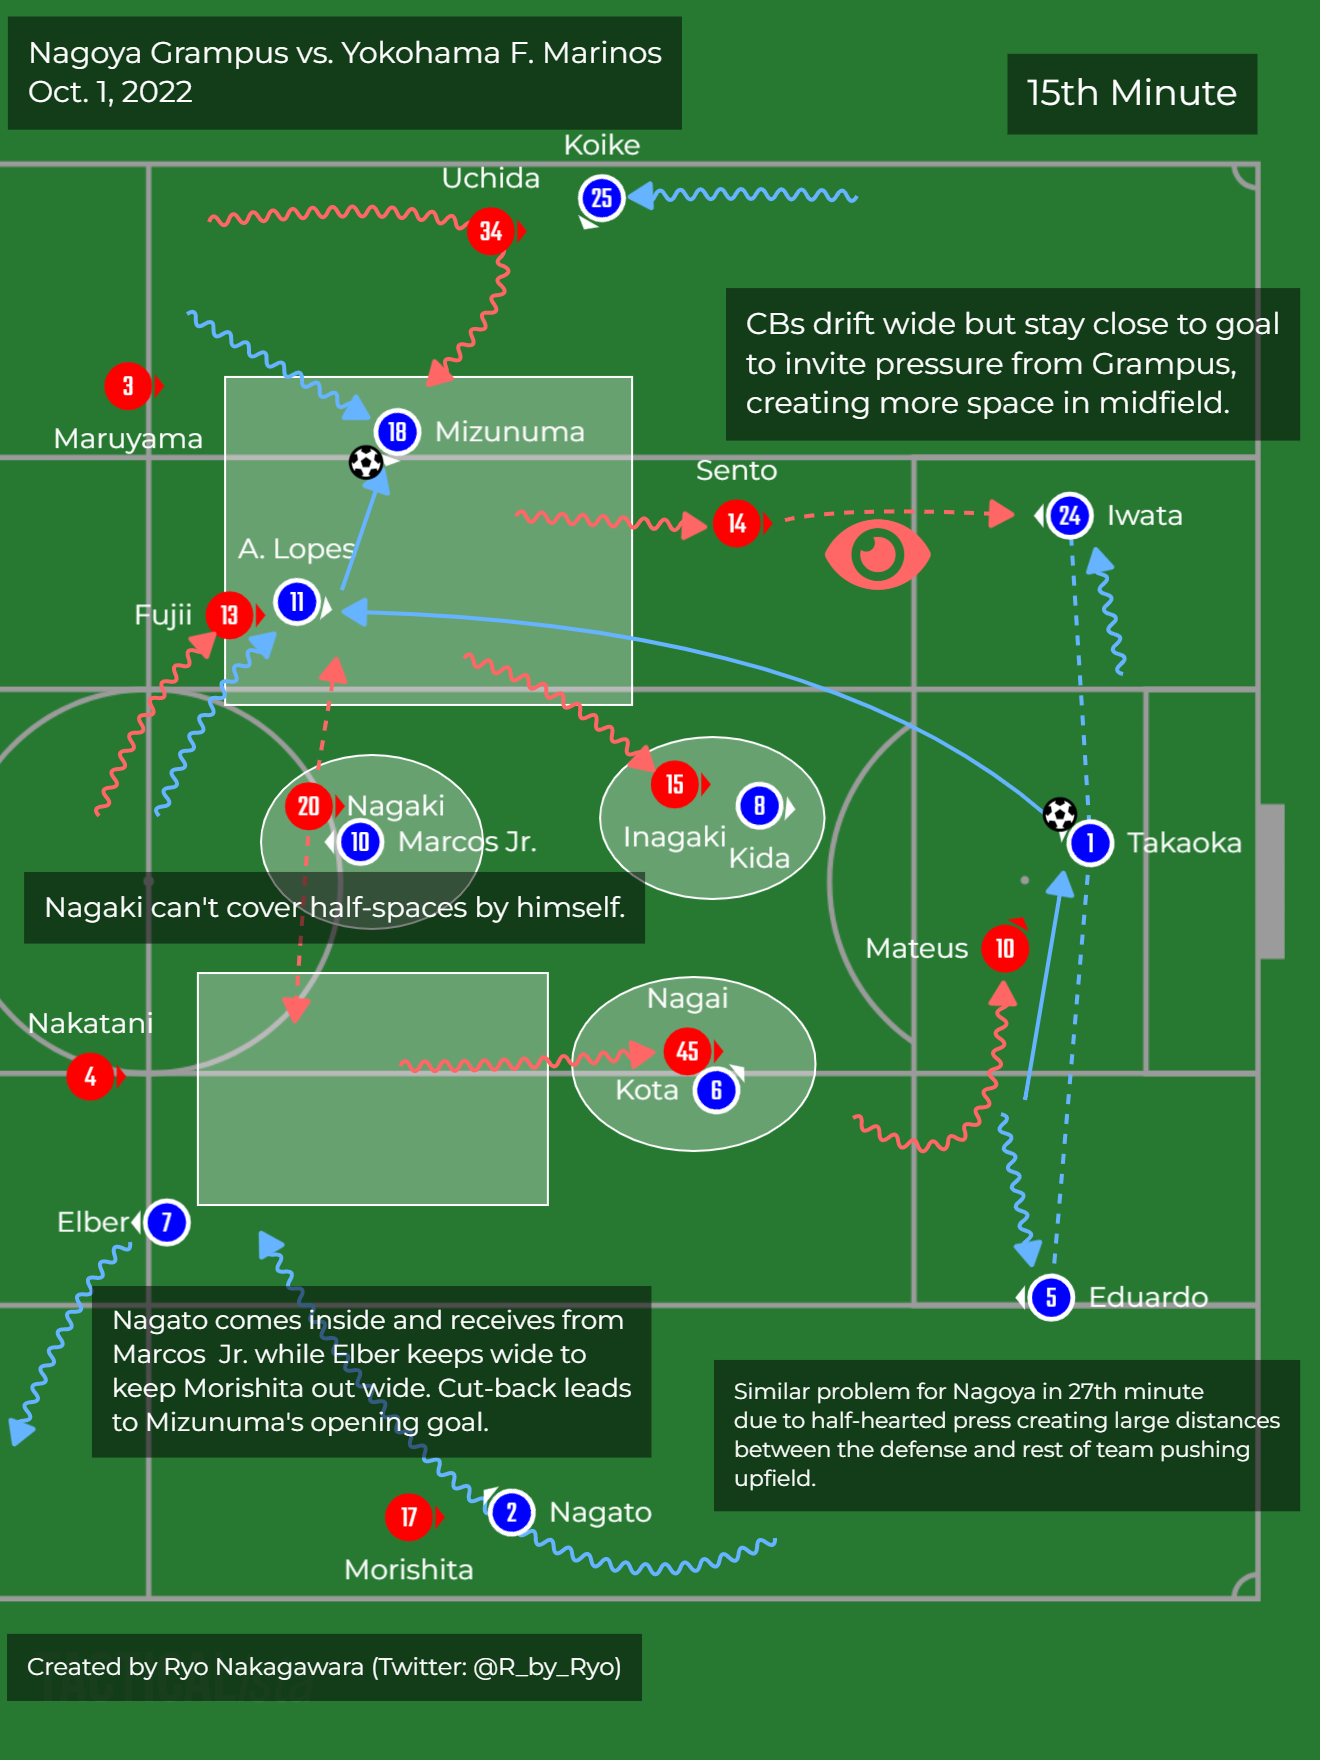 Nagoya Grampus vs. Yokohama F. Marinos
Oct. 1, 2022
15th Minute
Koike
25
Uchida
34
CBs drift wide but stay close to goal
to invite pressure from Grampus,
creating more space in midfield.
3
Maruyama
18 Mizunuma
Sento
14
24 Iwata
A. Lopes
11
Fujii 13
15
Inagaki
8
Kida
20 Nagaki
10 Marcos Jr.
1 Takaoka
Nagaki can't cover half-spaces by himself.
Mateus 10
Nakatani
4
Nagai
45
Kota 6
Elber 7
5 Eduardo
Nagato comes inside and receives from
Marcos Jr. while Elber keeps wide to
keep Morishita out wide. Cut-back leads
to Mizunuma's opening goal.
Similar problem for Nagoya in 27th minute
due to half-hearted press creating large distances
between the defense and rest of team pushing
upfield.
17
Morishita
2 Nagato
Created by Ryo Nakagawara (Twitter: @R_by_Ryo)